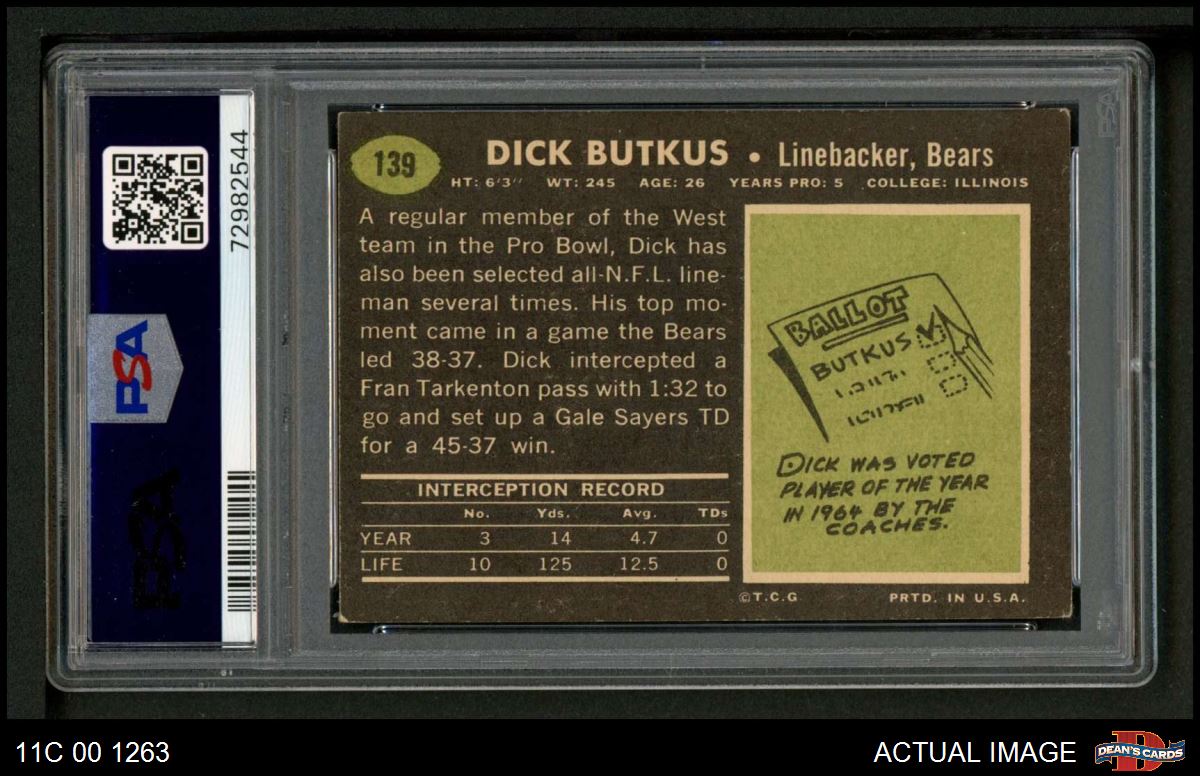 139
DICK BUTKUS • Linebacker, Bears
HT: 6'3" WT: 245 AGE: 26 YEARS PRO: 5 COLLEGE: ILLINOIS
A regular member of the West
team in the Pro Bowl, Dick has
also been selected all-N.F.L. line-
man several times. His top mo-
ment came in a game the Bears
led 38-37. Dick intercepted a
Fran Tarkenton pass with 1:32 to
go and set up a Gale Sayers TD
for a 45-37 win.
INTERCEPTION RECORD
No. Yds. Avg. TDs
YEAR 3 14 4.7 0
LIFE 10 125 12.5 0
BALLOT
BUTKUS
DICK WAS VOTED
PLAYER OF THE YEAR
IN 1964 BY THE
COACHES.
©T.C.G. PRTD. IN U.S.A.
72982544
PSA
PSA
PSA
11C 00 1263
ACTUAL IMAGE
DEAN'S CARDS